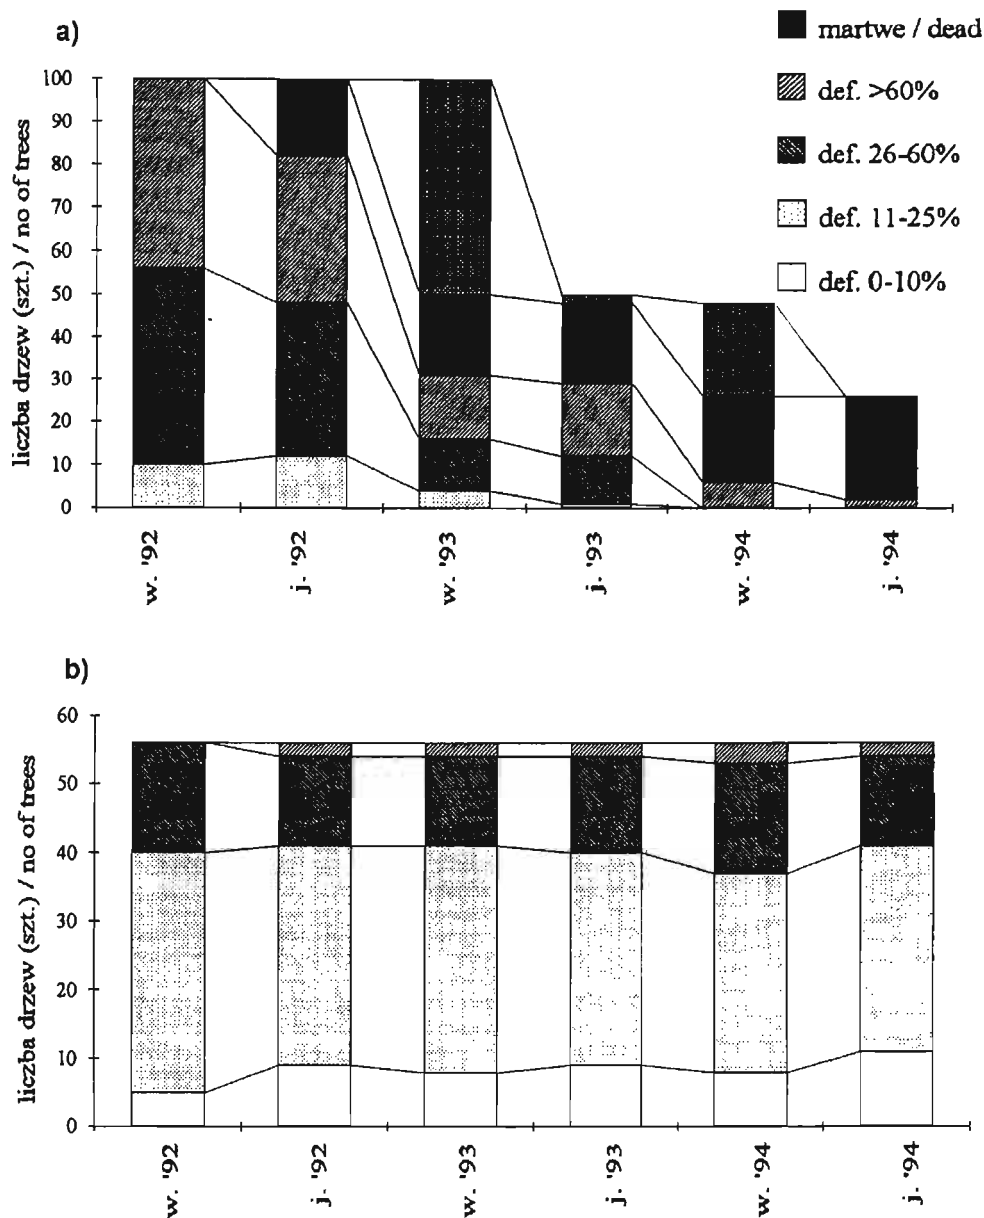 a)
martwe / dead
def. >60%
def. 26-60%
def. 11-25%
def. 0-10%
liczba drzew (szt.) / no of trees
100
90
80
70
60
50
40
30
20
10
0
w. '92
j. '92
w. '93
j. '93
w. '94
j. '94
b)
liczba drzew (szt.) / no of trees
60
50
40
30
20
10
0
w. '92
j. '92
w. '93
j. '93
w. '94
j. '94